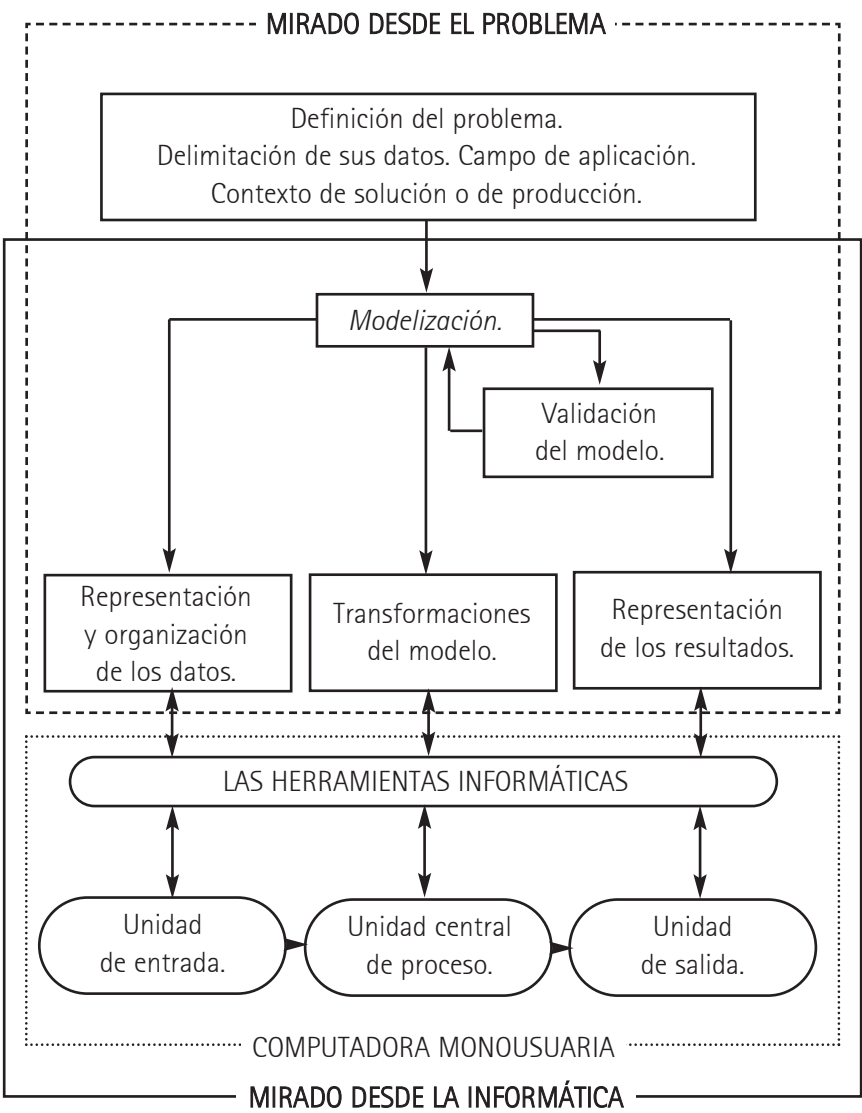 MIRADO DESDE EL PROBLEMA
Definición del problema.
Delimitación de sus datos. Campo de aplicación.
Contexto de solución o de producción.
Modelización.
Validación
del modelo.
Representación
y organización
de los datos.
Transformaciones
del modelo.
Representación
de los resultados.
LAS HERRAMIENTAS INFORMÁTICAS
Unidad
de entrada.
Unidad central
de proceso.
Unidad
de salida.
COMPUTADORA MONOUSUARIA
MIRADO DESDE LA INFORMÁTICA